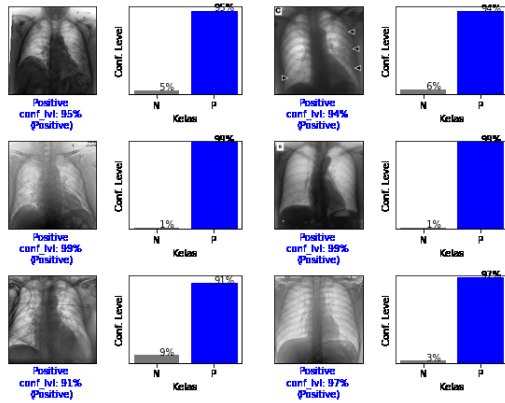 95%
5%
Conf. Level
N P
Kelas
Positive
conf_lvl: 95%
(Positive)
C
94%
6%
Conf. Level
N P
Kelas
Positive
conf_lvl: 94%
(Positive)
99%
1%
Conf. Level
N P
Kelas
Positive
conf_lvl: 99%
(Positive)
99%
1%
Conf. Level
N P
Kelas
Positive
conf_lvl: 99%
(Positive)
91%
9%
Conf. Level
N P
Kelas
Positive
conf_lvl: 91%
(Positive)
97%
3%
Conf. Level
N P
Kelas
Positive
conf_lvl: 97%
(Positive)